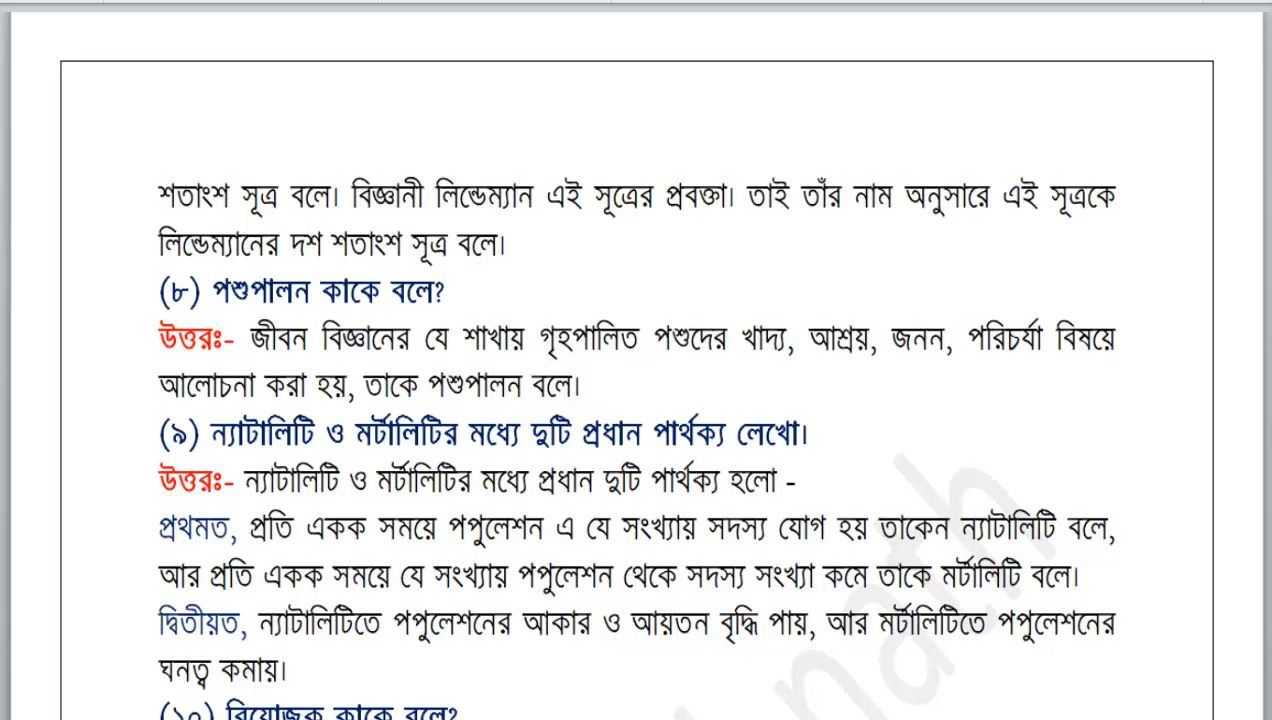 শতাংশ সূত্র বলে। বিজ্ঞানী লিন্ডেম্যান এই সূত্রের প্রবক্তা। তাই তাঁর নাম অনুসারে এই সূত্রকে
লিন্ডেম্যানের দশ শতাংশ সূত্র বলে।
(৮) পশুপালন কাকে বলে?
উত্তরঃ- জীবন বিজ্ঞানের যে শাখায় গৃহপালিত পশুদের খাদ্য, আশ্রয়, জনন, পরিচর্যা বিষয়ে
আলোচনা করা হয়, তাকে পশুপালন বলে।
(৯) ন্যাটালিটি ও মর্টালিটির মধ্যে দুটি প্রধান পার্থক্য লেখো।
উত্তরঃ- ন্যাটালিটি ও মর্টালিটির মধ্যে প্রধান দুটি পার্থক্য হলো -
প্রথমত, প্রতি একক সময়ে পপুলেশন এ যে সংখ্যায় সদস্য যোগ হয় তাকেন ন্যাটালিটি বলে,
আর প্রতি একক সময়ে যে সংখ্যায় পপুলেশন থেকে সদস্য সংখ্যা কমে তাকে মর্টালিটি বলে।
দ্বিতীয়ত, ন্যাটালিটিতে পপুলেশনের আকার ও আয়তন বৃদ্ধি পায়, আর মর্টালিটিতে পপুলেশনের
ঘনত্ব কমায়।
(১০) বিয়োজক কাকে বলে?